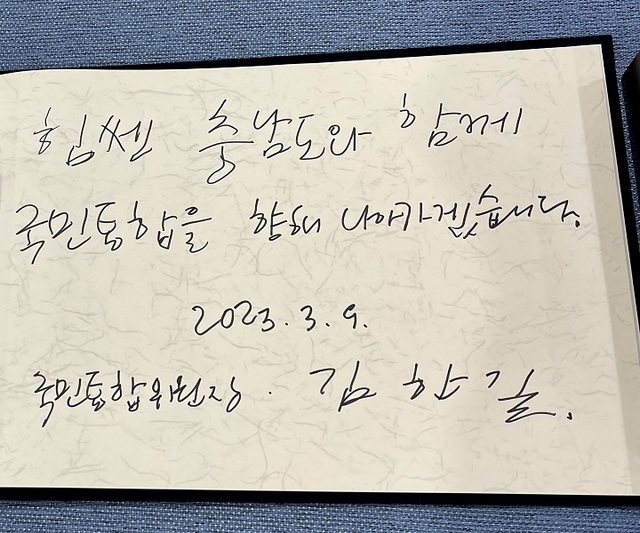 힘쎈 충남도와 함께
국민통합을 향해 나아가겠습니다.
2023. 3. 9.
국민통합위원장. 김 한 길.